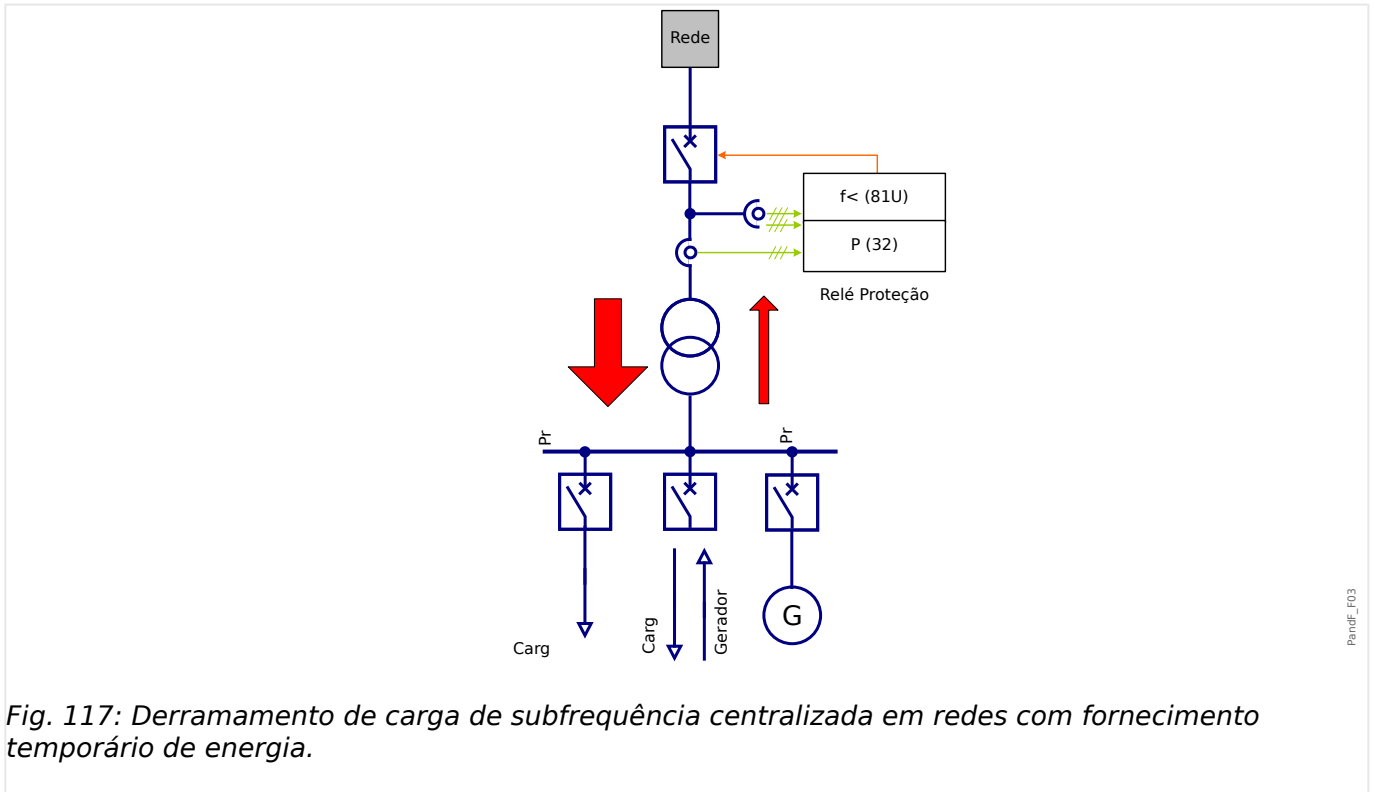 Rede
f< (81U)
P (32)
Relé Proteção
Pr
Pr
Carg
Carg
Gerador
G
PandF_F03
Fig. 117: Derramamento de carga de subfrequência centralizada em redes com fornecimento
temporário de energia.